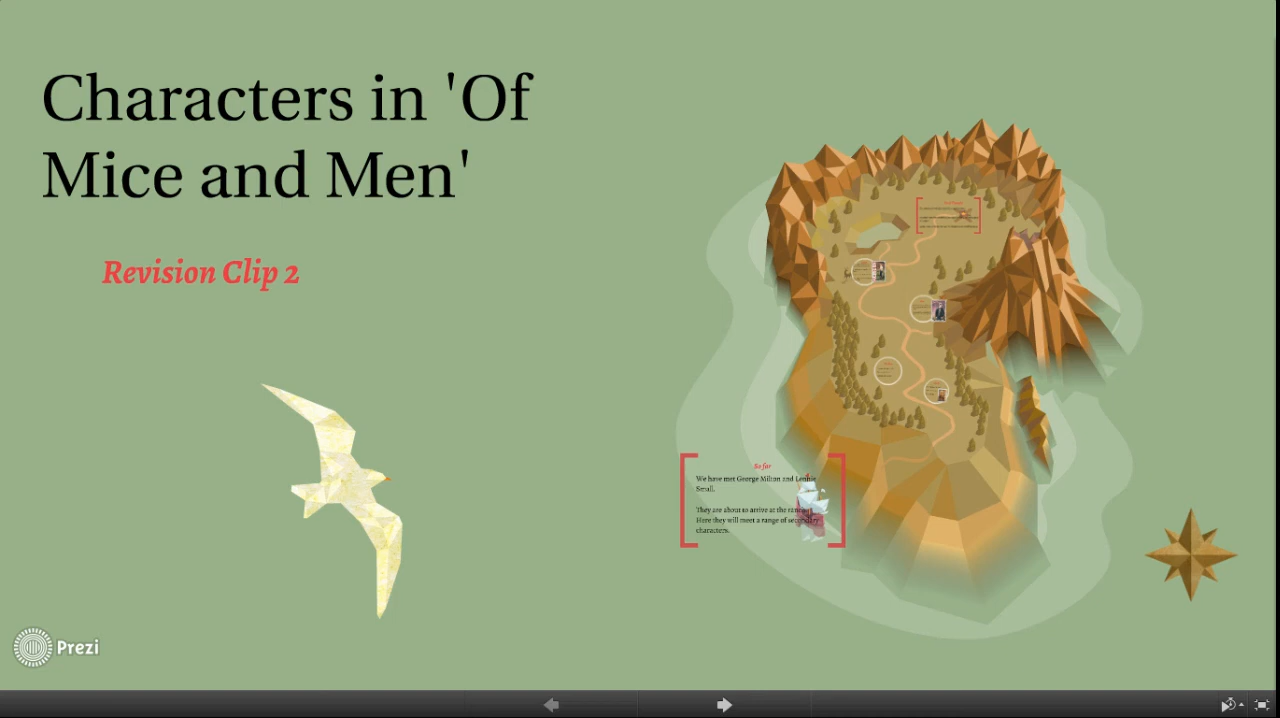 Characters in 'Of
Mice and Men'
Revision Clip 2
So far
We have met George Milton and Lennie
Small.
They are about to arrive at the ranch.
Here they will meet a range of secondary
characters.
Prezi